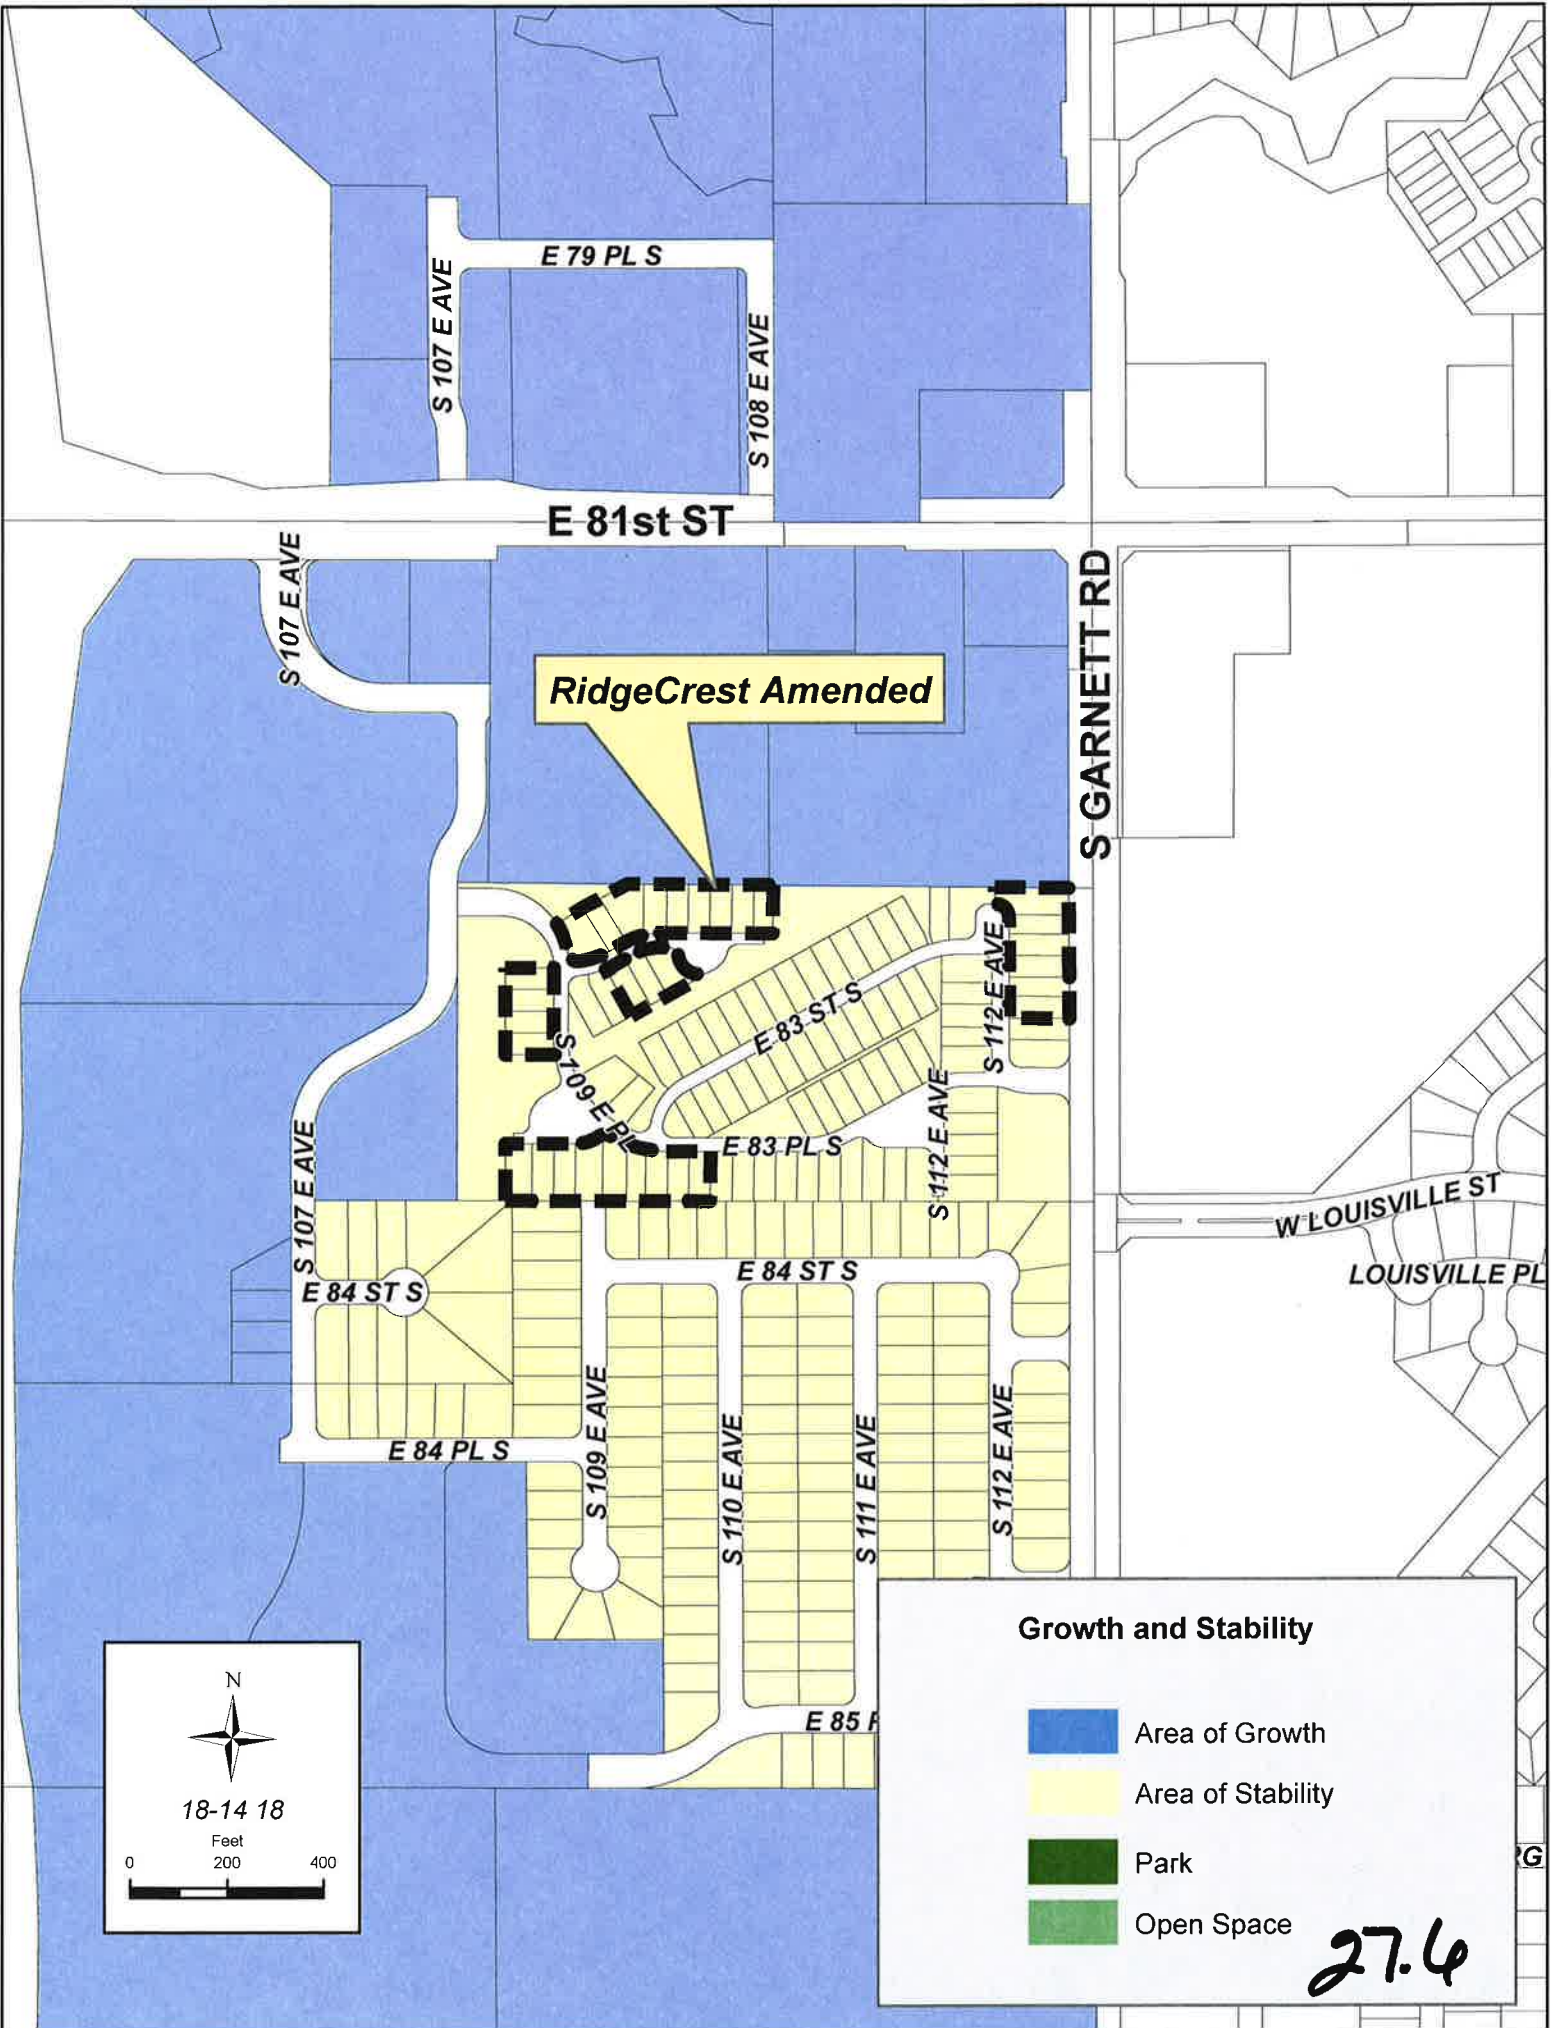 E 79 PL S
S 107 E AVE
S 108 E AVE
E 81st ST
S 107 E AVE
S GARNETT RD
RidgeCrest Amended
S 112 E AVE
E 83 ST S
S 109 E PL
S 112 E AVE
E 83 PL S
S 107 E AVE
W LOUISVILLE ST
LOUISVILLE PL
E 84 ST S
E 84 ST S
S 109 E AVE
S 110 E AVE
S 111 E AVE
S 112 E AVE
E 84 PL S
E 85 P
Growth and Stability
Area of Growth
Area of Stability
Park
Open Space
27.6
N
18-14 18
Feet
0 200 400